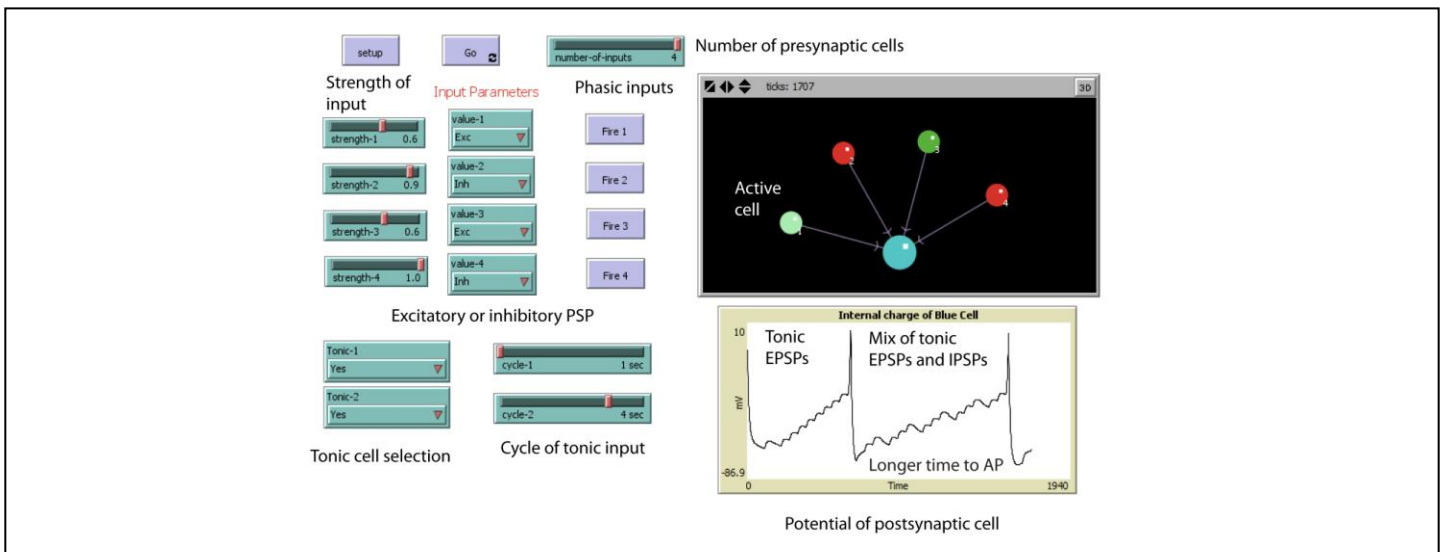 setup
Go
number-of-inputs 4
Number of presynaptic cells
Strength of
input
Input Parameters
Phasic inputs
strength-1 0.6
value-1
Exc
Fire 1
strength-2 0.9
value-2
Inh
Fire 2
strength-3 0.6
value-3
Exc
Fire 3
strength-4 1.0
value-4
Inh
Fire 4
Excitatory or inhibitory PSP
Tonic-1
Yes
cycle-1 1 sec
Tonic-2
Yes
cycle-2 4 sec
Tonic cell selection
Cycle of tonic input
ticks: 1707
3D
2
3
4
1
Active
cell
Internal charge of Blue Cell
10
mV
-86.9
Tonic
EPSPs
Mix of tonic
EPSPs and IPSPs
Longer time to AP
0
Time
1940
Potential of postsynaptic cell